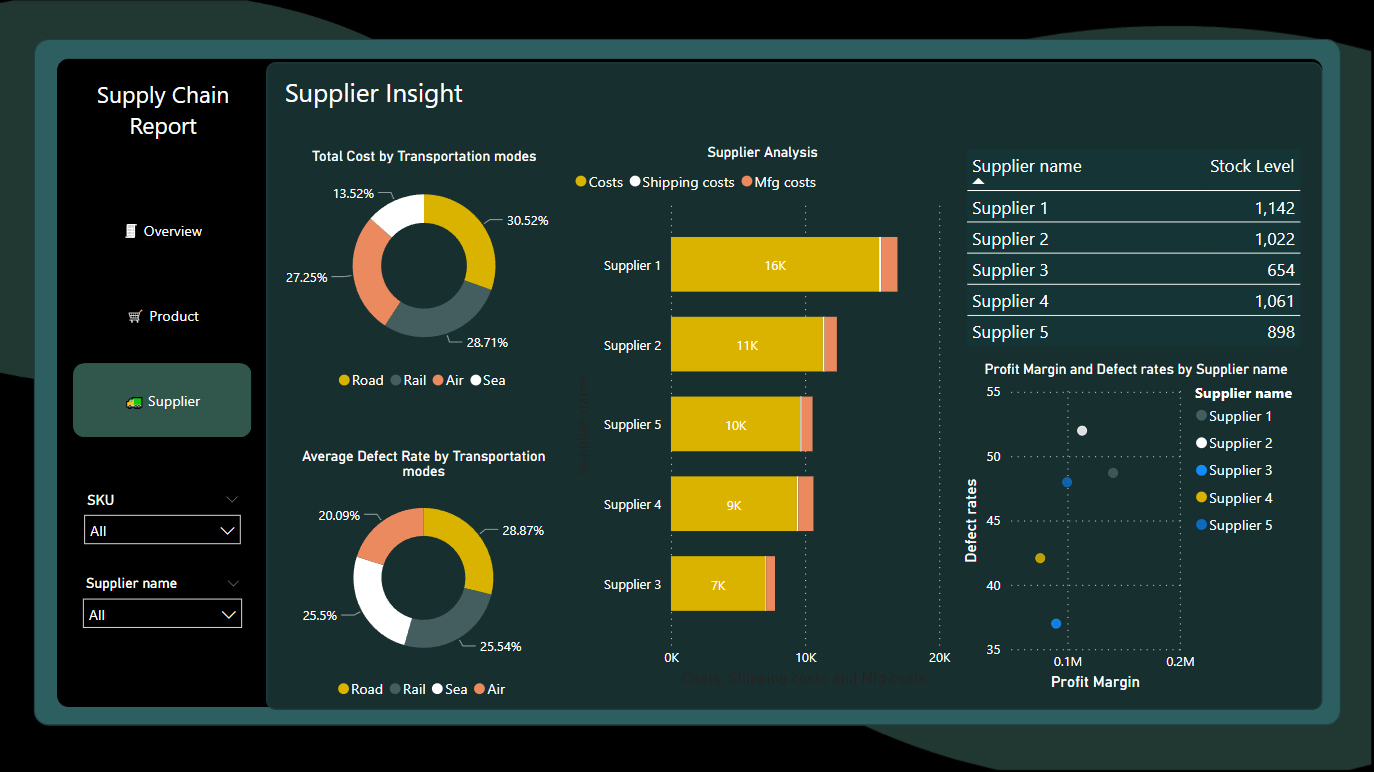 Supply Chain
Report
Overview
Product
Supplier
SKU
All
Supplier name
All
Supplier Insight
Total Cost by Transportation modes
13.52%
30.52%
27.25%
28.71%
Road Rail Air Sea
Average Defect Rate by Transportation
modes
20.09%
28.87%
25.5%
25.54%
Road Rail Sea Air
Supplier Analysis
Costs Shipping costs Mfg costs
Supplier 1 16K
Supplier 2 11K
Supplier 5 10K
Supplier 4 9K
Supplier 3 7K
0K 10K 20K
Costs, Shipping costs and Mfg costs
Supplier name Stock Level
Supplier 1 1,142
Supplier 2 1,022
Supplier 3 654
Supplier 4 1,061
Supplier 5 898
Profit Margin and Defect rates by Supplier name
Supplier name
Supplier 1
Supplier 2
Supplier 3
Supplier 4
Supplier 5
Defect rates
55
50
45
40
35
0.1M 0.2M
Profit Margin